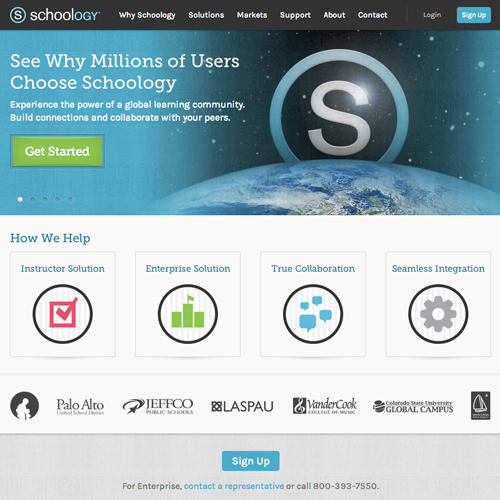 S schoology
Why Schoology Solutions Markets Support About Contact Login Sign Up
See Why Millions of Users
Choose Schoology
Experience the power of a global learning community.
Build connections and collaborate with your peers.
Get Started
S
How We Help
Instructor Solution
Enterprise Solution
True Collaboration
Seamless Integration
Palo Alto
Unified School District
JEFFCO
PUBLIC SCHOOLS
LASPAU
VanderCook
COLLEGE OF MUSIC
Colorado State University
GLOBAL CAMPUS
Sign Up
For Enterprise, contact a representative or call 800-393-7550.